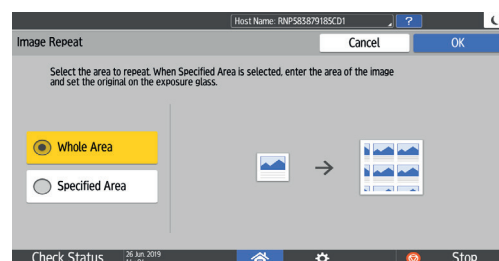 Host Name: RNP583879185CD1
?
Image Repeat
Cancel
OK
Select the area to repeat. When Specified Area is selected, enter the area of the image
and set the original on the exposure glass.
Whole Area
Specified Area
Check Status
26 Jun. 2019
Stop